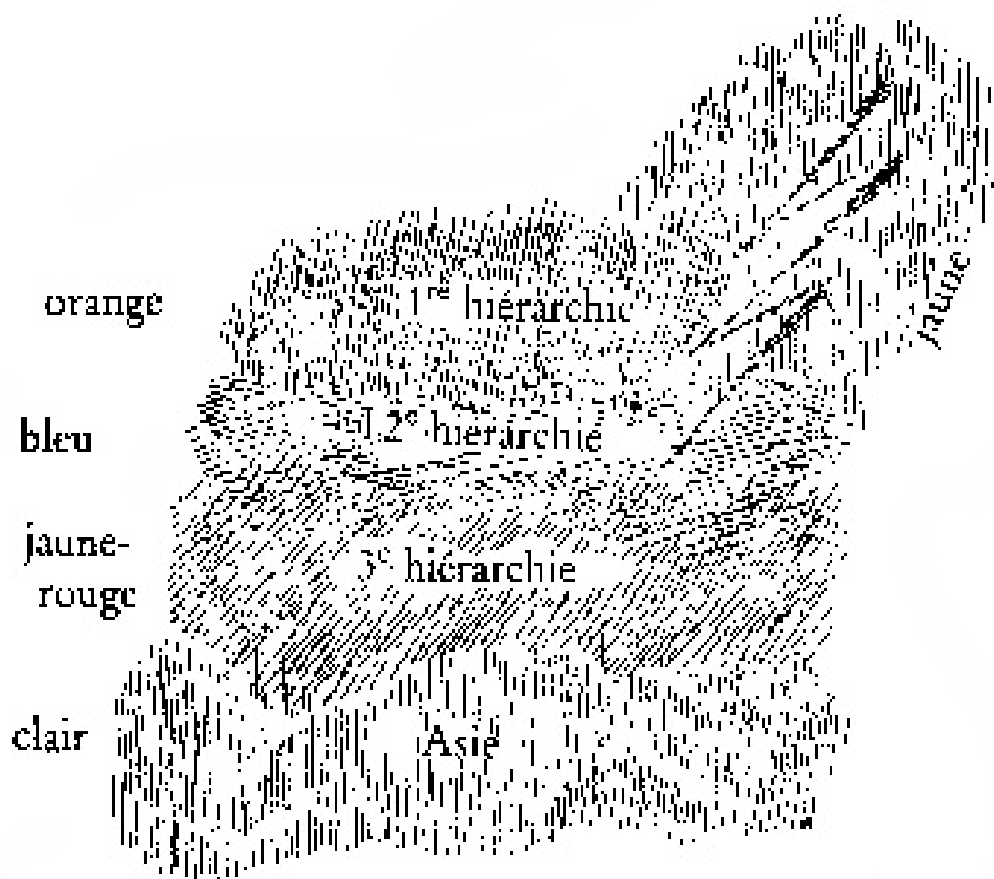 orange
1re hiérarchie
jaune
bleu
2e hiérarchie
jaune-
rouge
3e hiérarchie
clair
Asie